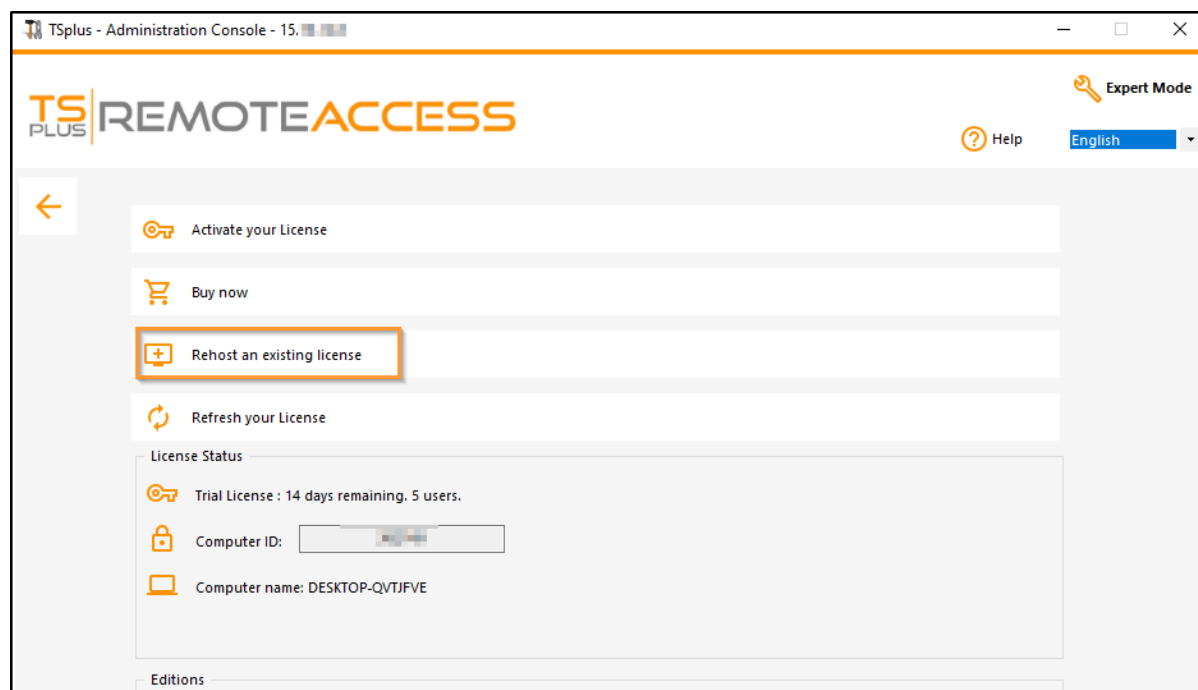 TSplus - Administration Console - 15.
Expert Mode
TS PLUS REMOTEACCESS
Help
English
Activate your License
Buy now
Rehost an existing license
Refresh your License
License Status
Trial License : 14 days remaining. 5 users.
Computer ID:
Computer name: DESKTOP-QVTJFVE
Editions